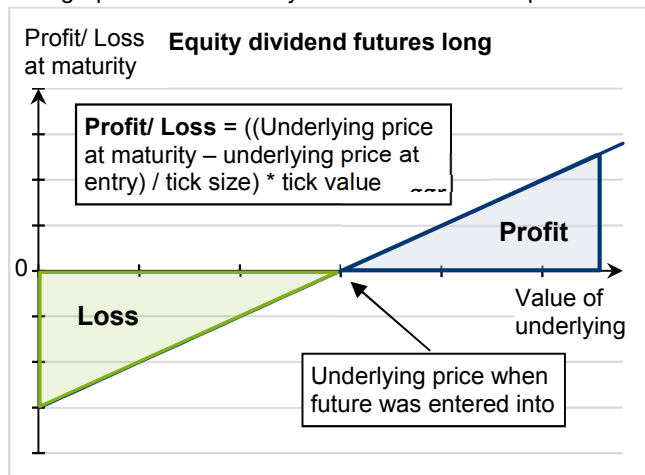 Profit/ Loss
at maturity
Equity dividend futures long
Profit/ Loss = ((Underlying price
at maturity – underlying price at
entry) / tick size) * tick value
Profit
0
Value of
underlying
Loss
Underlying price when
future was entered into